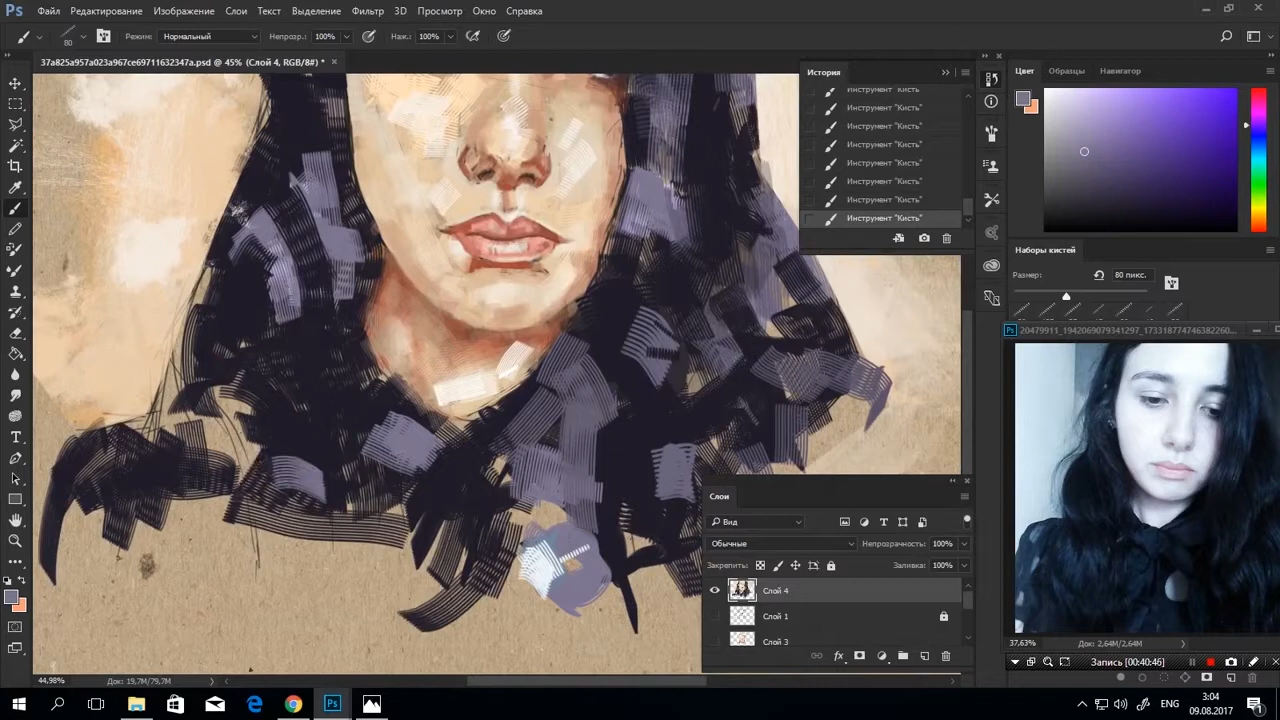 Ps Файл Редактирование Изображение Слои Текст Выделение Фильтр 3D Просмотр Окно Справка
80 Режим: Нормальный Непрозр.: 100% Наж.: 100%
37a825a957a023a967ce69711632347a.psd @ 45% (Слой 4, RGB/8#) * ×
История
Инструмент "Кисть"
Инструмент "Кисть"
Инструмент "Кисть"
Инструмент "Кисть"
Инструмент "Кисть"
Инструмент "Кисть"
Инструмент "Кисть"
Инструмент "Кисть"
Цвет Образцы Навигатор
Наборы кистей
Размер: 80 пикс.
20479911_1942069079341297_173318774746382260...
Слои
Вид
Обычные Непрозрачность: 100%
Закрепить: Заливка: 100%
Слой 4
Слой 1
Слой 3
fx
37,63% Док: 2,64M/2,64M
Запись [00:40:46]
44,98% Док: 19,7M/79,7M
3:04
09.08.2017